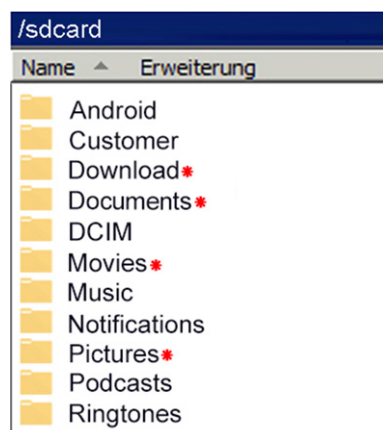 /sdcard
Name Erweiterung
Android
Customer
Download*
Documents*
DCIM
Movies*
Music
Notifications
Pictures*
Podcasts
Ringtones